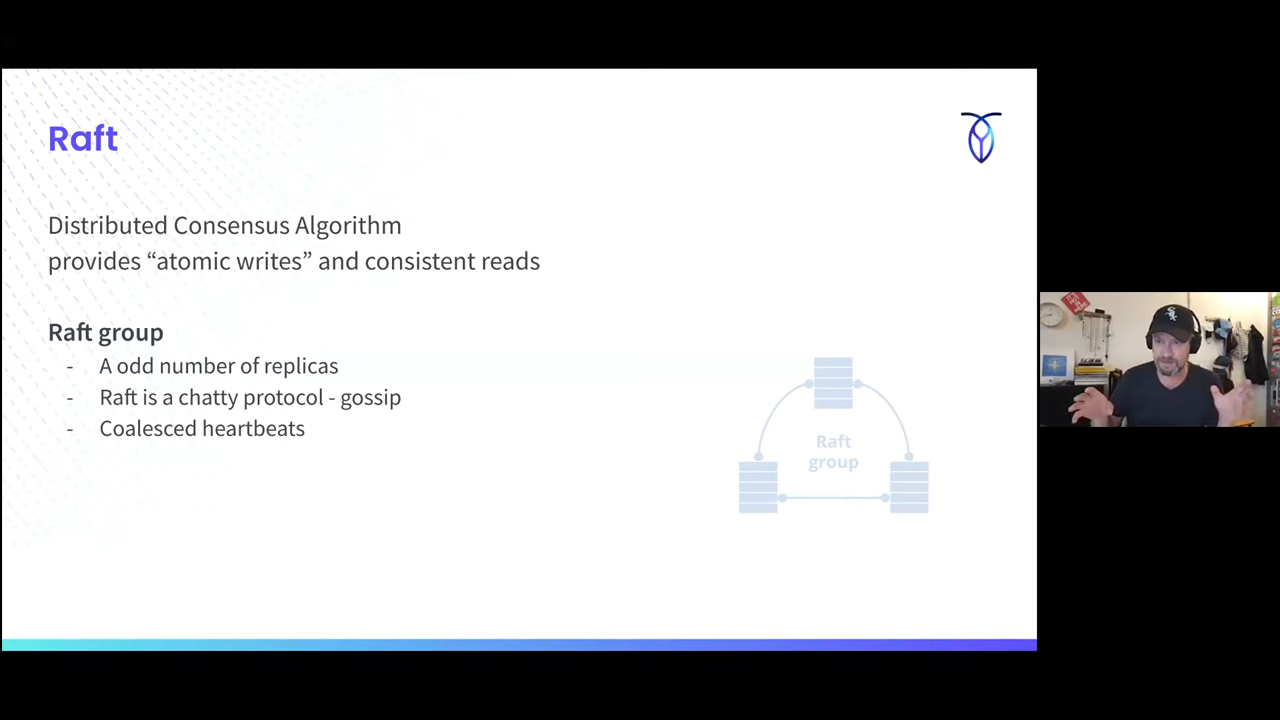 Raft
Distributed Consensus Algorithm
provides “atomic writes” and consistent reads
Raft group
- A odd number of replicas
- Raft is a chatty protocol - gossip
- Coalesced heartbeats
Raft
group